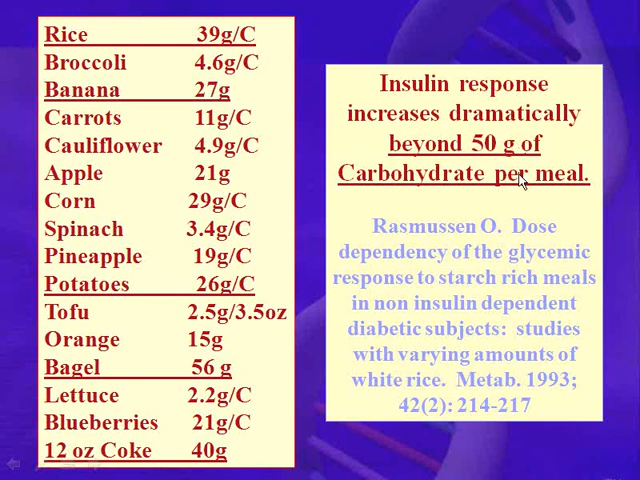 Rice 39g/C
Broccoli 4.6g/C
Banana 27g
Carrots 11g/C
Cauliflower 4.9g/C
Apple 21g
Corn 29g/C
Spinach 3.4g/C
Pineapple 19g/C
Potatoes 26g/C
Tofu 2.5g/3.5oz
Orange 15g
Bagel 56 g
Lettuce 2.2g/C
Blueberries 21g/C
12 oz Coke 40g
Insulin response
increases dramatically
beyond 50 g of
Carbohydrate per meal.
Rasmussen O. Dose
dependency of the glycemic
response to starch rich meals
in non insulin dependent
diabetic subjects: studies
with varying amounts of
white rice. Metab. 1993;
42(2): 214-217